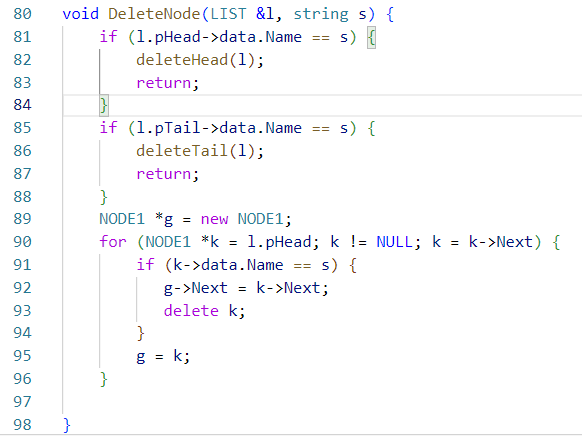 80 void DeleteNode(LIST &l, string s) {
81     if (l.pHead->data.Name == s) {
82         deleteHead(l);
83         return;
84     }
85     if (l.pTail->data.Name == s) {
86         deleteTail(l);
87         return;
88     }
89     NODE1 *g = new NODE1;
90     for (NODE1 *k = l.pHead; k != NULL; k = k->Next) {
91         if (k->data.Name == s) {
92            g->Next = k->Next;
93            delete k;
94         }
95         g = k;
96     }
97
98 }